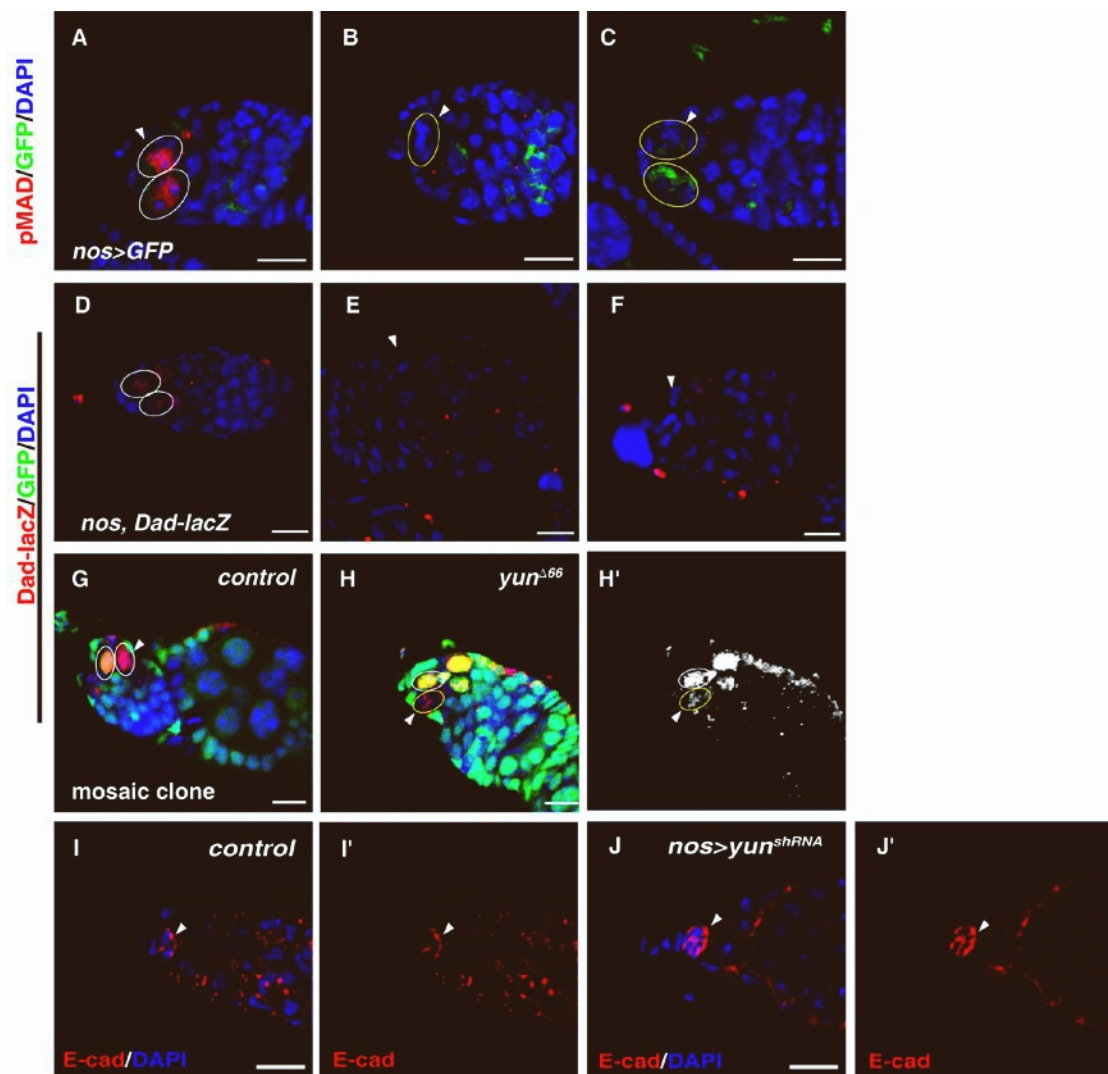 A
B
C
pMAD/GFP/DAPI
nos>GFP
D
E
F
nos, Dad-lacZ
Dad-lacZ/GFP/DAPI
G
control
H
yunΔ66
H'
mosaic clone
I
control
I'
J
nos>yunshRNA
J'
E-cad/DAPI
E-cad
E-cad/DAPI
E-cad